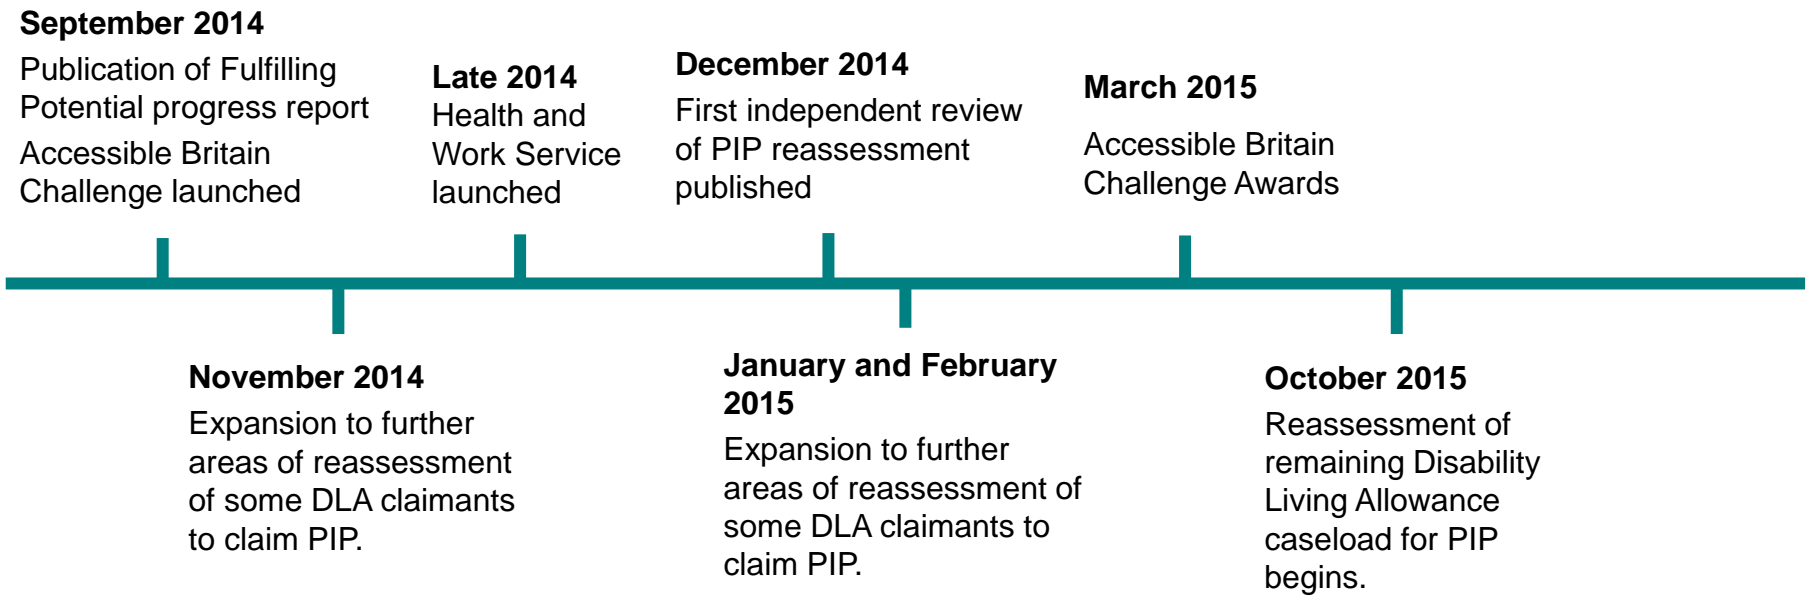 September 2014
Publication of Fulfilling
Potential progress report
Accessible Britain
Challenge launched
Late 2014
Health and
Work Service
launched
December 2014
First independent review
of PIP reassessment
published
March 2015
Accessible Britain
Challenge Awards
November 2014
Expansion to further
areas of reassessment
of some DLA claimants
to claim PIP.
January and February
2015
Expansion to further
areas of reassessment of
some DLA claimants to
claim PIP.
October 2015
Reassessment of
remaining Disability
Living Allowance
caseload for PIP
begins.